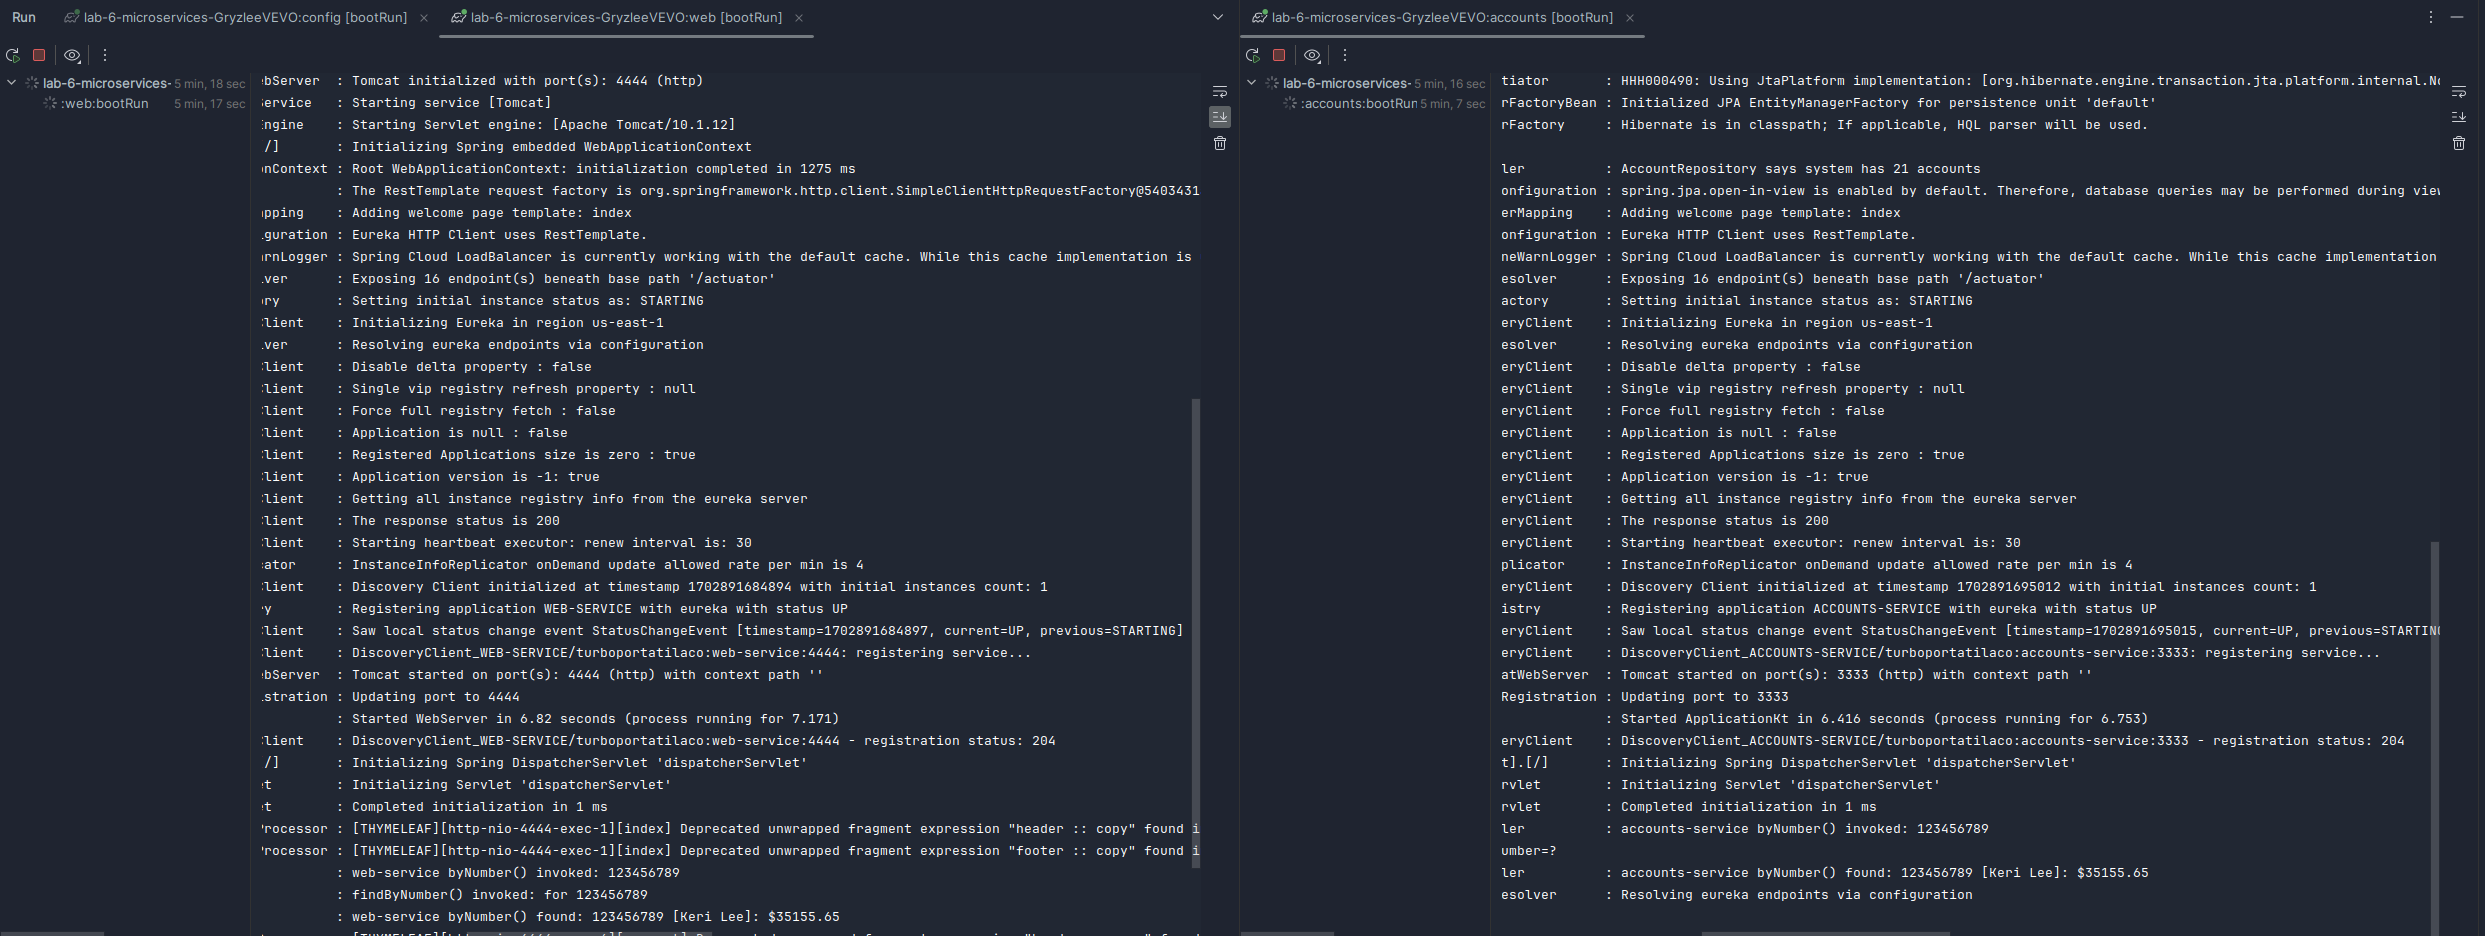 Run lab-6-microservices-GryzleeVEVO:config [bootRun] lab-6-microservices-GryzleeVEVO:web [bootRun]
lab-6-microservices- 5 min, 18 sec
:web:bootRun 5 min, 17 sec
: Tomcat initialized with port(s): 4444 (http)
: Starting service [Tomcat]
: Starting Servlet engine: [Apache Tomcat/10.1.12]
/] : Initializing Spring embedded WebApplicationContext
: Root WebApplicationContext: initialization completed in 1275 ms
: The RestTemplate request factory is org.springframework.http.client.SimpleClientHttpRequestFactory@5403431
: Adding welcome page template: index
: Eureka HTTP Client uses RestTemplate.
: Spring Cloud LoadBalancer is currently working with the default cache. While this cache implementation is
: Exposing 16 endpoint(s) beneath base path '/actuator'
: Setting initial instance status as: STARTING
Client : Initializing Eureka in region us-east-1
: Resolving eureka endpoints via configuration
Client : Disable delta property : false
Client : Single vip registry refresh property : null
Client : Force full registry fetch : false
Client : Application is null : false
Client : Registered Applications size is zero : true
Client : Application version is -1: true
Client : Getting all instance registry info from the eureka server
Client : The response status is 200
Client : Starting heartbeat executor: renew interval is: 30
: InstanceInfoReplicator onDemand update allowed rate per min is 4
Client : Discovery Client initialized at timestamp 1702891684894 with initial instances count: 1
: Registering application WEB-SERVICE with eureka with status UP
Client : Saw local status change event StatusChangeEvent [timestamp=1702891684897, current=UP, previous=STARTING]
Client : DiscoveryClient_WEB-SERVICE/turboportatilaco:web-service:4444: registering service...
: Tomcat started on port(s): 4444 (http) with context path ''
: Updating port to 4444
: Started WebServer in 6.82 seconds (process running for 7.171)
Client : DiscoveryClient_WEB-SERVICE/turboportatilaco:web-service:4444 - registration status: 204
/] : Initializing Spring DispatcherServlet 'dispatcherServlet'
: Initializing Servlet 'dispatcherServlet'
: Completed initialization in 1 ms
Processor : [THYMELEAF][http-nio-4444-exec-1][index] Deprecated unwrapped fragment expression "header :: copy" found i
Processor : [THYMELEAF][http-nio-4444-exec-1][index] Deprecated unwrapped fragment expression "footer :: copy" found i
: web-service byNumber() invoked: 123456789
: findByNumber() invoked: for 123456789
: web-service byNumber() found: 123456789 [Keri Lee]: $35155.65
lab-6-microservices-GryzleeVEVO:accounts [bootRun]
lab-6-microservices- 5 min, 16 sec
:accounts:bootRun 5 min, 7 sec
tiator : HHH000490: Using JtaPlatform implementation: [org.hibernate.engine.transaction.jta.platform.internal.No
rFactoryBean : Initialized JPA EntityManagerFactory for persistence unit 'default'
rFactory : Hibernate is in classpath; If applicable, HQL parser will be used.
ler : AccountRepository says system has 21 accounts
onfiguration : spring.jpa.open-in-view is enabled by default. Therefore, database queries may be performed during view
erMapping : Adding welcome page template: index
onfiguration : Eureka HTTP Client uses RestTemplate.
neWarnLogger : Spring Cloud LoadBalancer is currently working with the default cache. While this cache implementation
esolver : Exposing 16 endpoint(s) beneath base path '/actuator'
actory : Setting initial instance status as: STARTING
eryClient : Initializing Eureka in region us-east-1
esolver : Resolving eureka endpoints via configuration
eryClient : Disable delta property : false
eryClient : Single vip registry refresh property : null
eryClient : Force full registry fetch : false
eryClient : Application is null : false
eryClient : Registered Applications size is zero : true
eryClient : Application version is -1: true
eryClient : Getting all instance registry info from the eureka server
eryClient : The response status is 200
eryClient : Starting heartbeat executor: renew interval is: 30
plicator : InstanceInfoReplicator onDemand update allowed rate per min is 4
eryClient : Discovery Client initialized at timestamp 1702891695012 with initial instances count: 1
istry : Registering application ACCOUNTS-SERVICE with eureka with status UP
eryClient : Saw local status change event StatusChangeEvent [timestamp=1702891695015, current=UP, previous=STARTING
eryClient : DiscoveryClient_ACCOUNTS-SERVICE/turboportatilaco:accounts-service:3333: registering service...
atWebServer : Tomcat started on port(s): 3333 (http) with context path ''
Registration : Updating port to 3333
: Started ApplicationKt in 6.416 seconds (process running for 6.753)
eryClient : DiscoveryClient_ACCOUNTS-SERVICE/turboportatilaco:accounts-service:3333 - registration status: 204
t].[/] : Initializing Spring DispatcherServlet 'dispatcherServlet'
rvlet : Initializing Servlet 'dispatcherServlet'
rvlet : Completed initialization in 1 ms
ler : accounts-service byNumber() invoked: 123456789
umber=?
ler : accounts-service byNumber() found: 123456789 [Keri Lee]: $35155.65
esolver : Resolving eureka endpoints via configuration